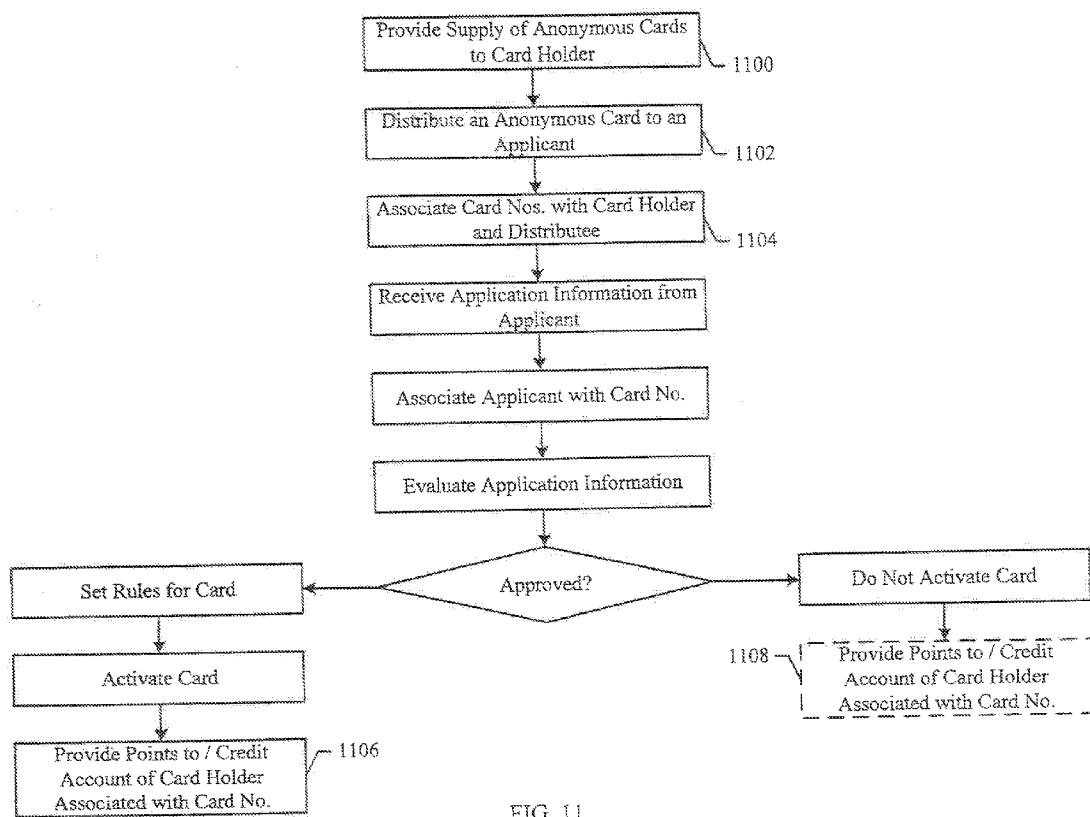 Provide Supply of Anonymous Cards
to Card Holder
1100
Distribute an Anonymous Card to an
Applicant
1102
Associate Card Nos. with Card Holder
and Distributee
1104
Receive Application Information from
Applicant
Associate Applicant with Card No.
Evaluate Application Information
Approved?
Set Rules for Card
Do Not Activate Card
Activate Card
1108
Provide Points to / Credit
Account of Card Holder
Associated with Card No.
Provide Points to / Credit
Account of Card Holder
Associated with Card No.
1106
FIG. 11